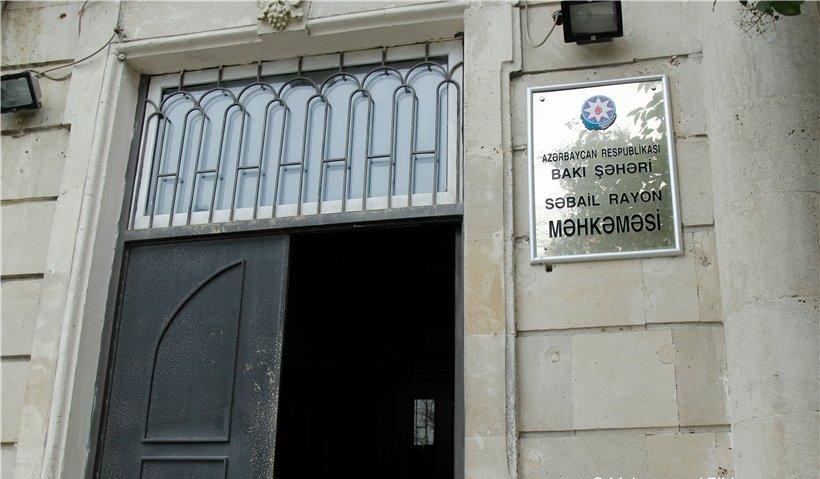 AZƏRBAYCAN RESPUBLİKASI
BAKI ŞƏHƏRİ
SƏBAİL RAYON
MƏHKƏMƏSİ